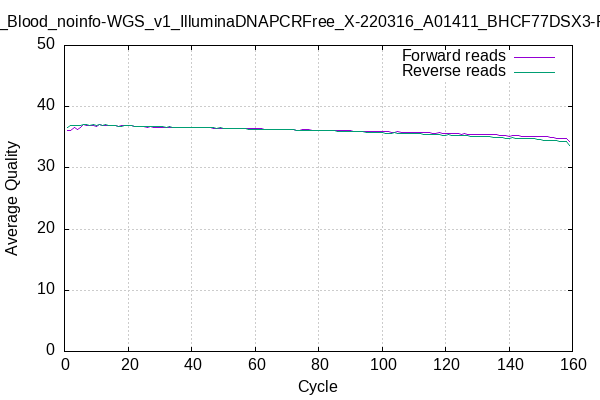 _Blood_noinfo-WGS_v1_IlluminaDNAPCRFree_X-220316_A01411_BHCF77DSX3-F
Forward reads
Reverse reads
50
40
30
20
10
0
Average Quality
0 20 40 60 80 100 120 140 160
Cycle